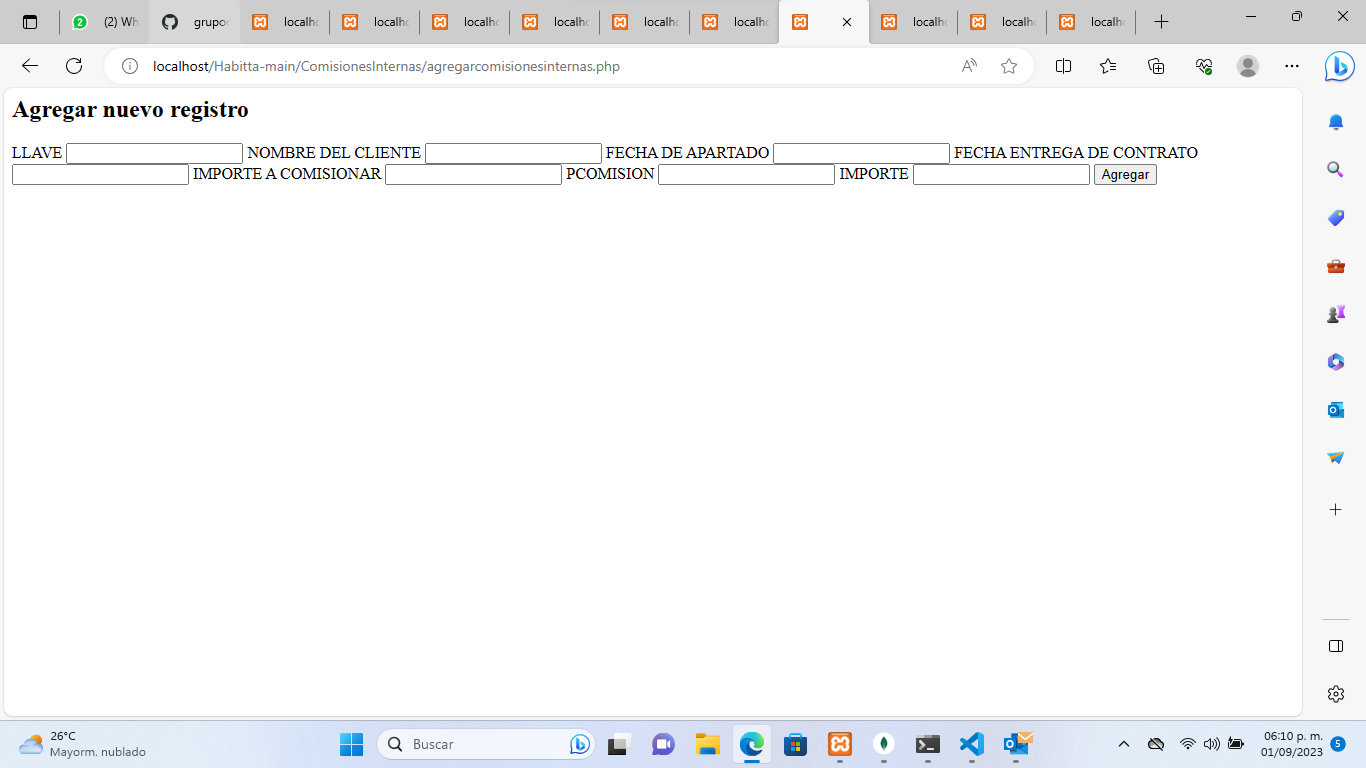 (2) Wh
grupoc
localho
localho
localho
localho
localho
localho
localho
localho
localho
localhost/Habitta-main/ComisionesInternas/agregarcomisionesinternas.php
Agregar nuevo registro
LLAVE NOMBRE DEL CLIENTE FECHA DE APARTADO FECHA ENTREGA DE CONTRATO
IMPORTE A COMISIONAR PCOMISION IMPORTE Agregar
26°C
Mayorm. nublado
Buscar
06:10 p. m.
01/09/2023
5